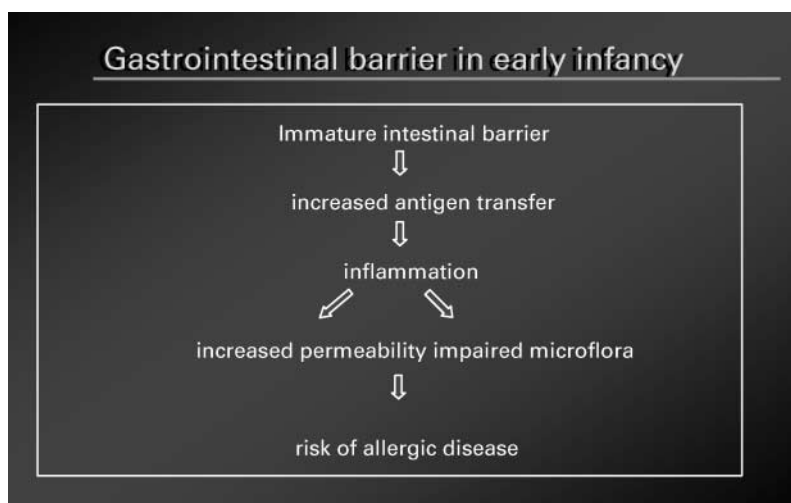 Gastrointestinal barrier in early infancy
Immature intestinal barrier
increased antigen transfer
inflammation
increased permeability impaired microflora
risk of allergic disease